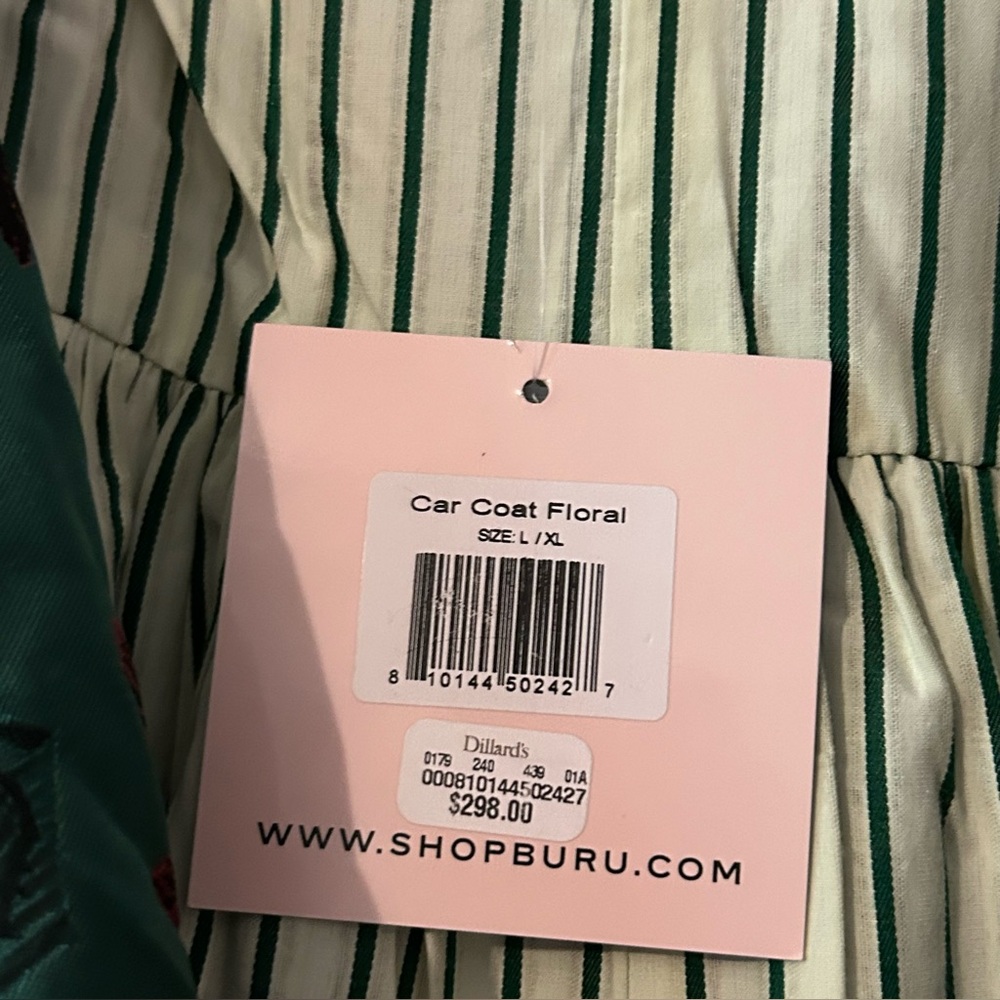 Car Coat Floral
SIZE: L / XL
8 10144 50242 7
Dillard's
0179 240 439 01A
000810144502427
$298.00
WWW.SHOPBURU.COM